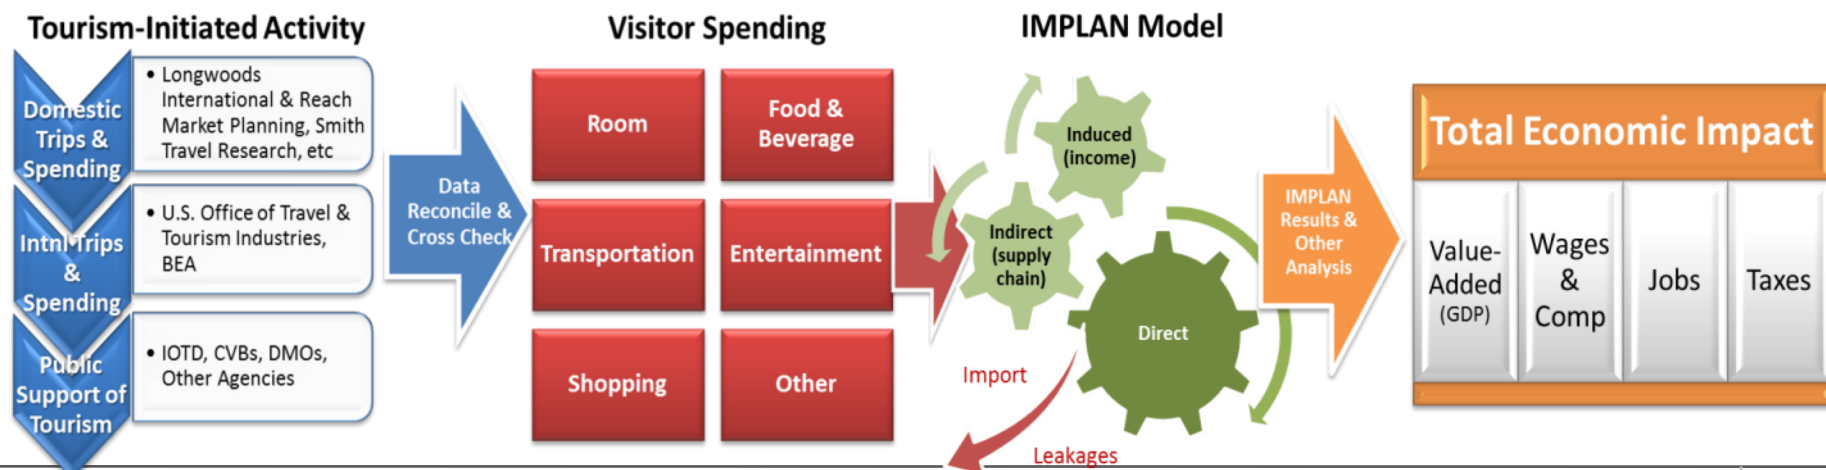 Tourism-Initiated Activity
Domestic
Trips &
Spending
• Longwoods
International & Reach
Market Planning, Smith
Travel Research, etc
Intnl Trips
&
Spending
• U.S. Office of Travel &
Tourism Industries,
BEA
Public
Support of
Tourism
• IOTD, CVBs, DMOs,
Other Agencies
Data
Reconcile &
Cross Check
Visitor Spending
Room
Food &
Beverage
Transportation
Entertainment
Shopping
Other
IMPLAN Model
Induced
(income)
Indirect
(supply
chain)
Direct
Import
Leakages
IMPLAN
Results &
Other
Analysis
Total Economic Impact
Value-
Added
(GDP)
Wages
&
Comp
Jobs
Taxes